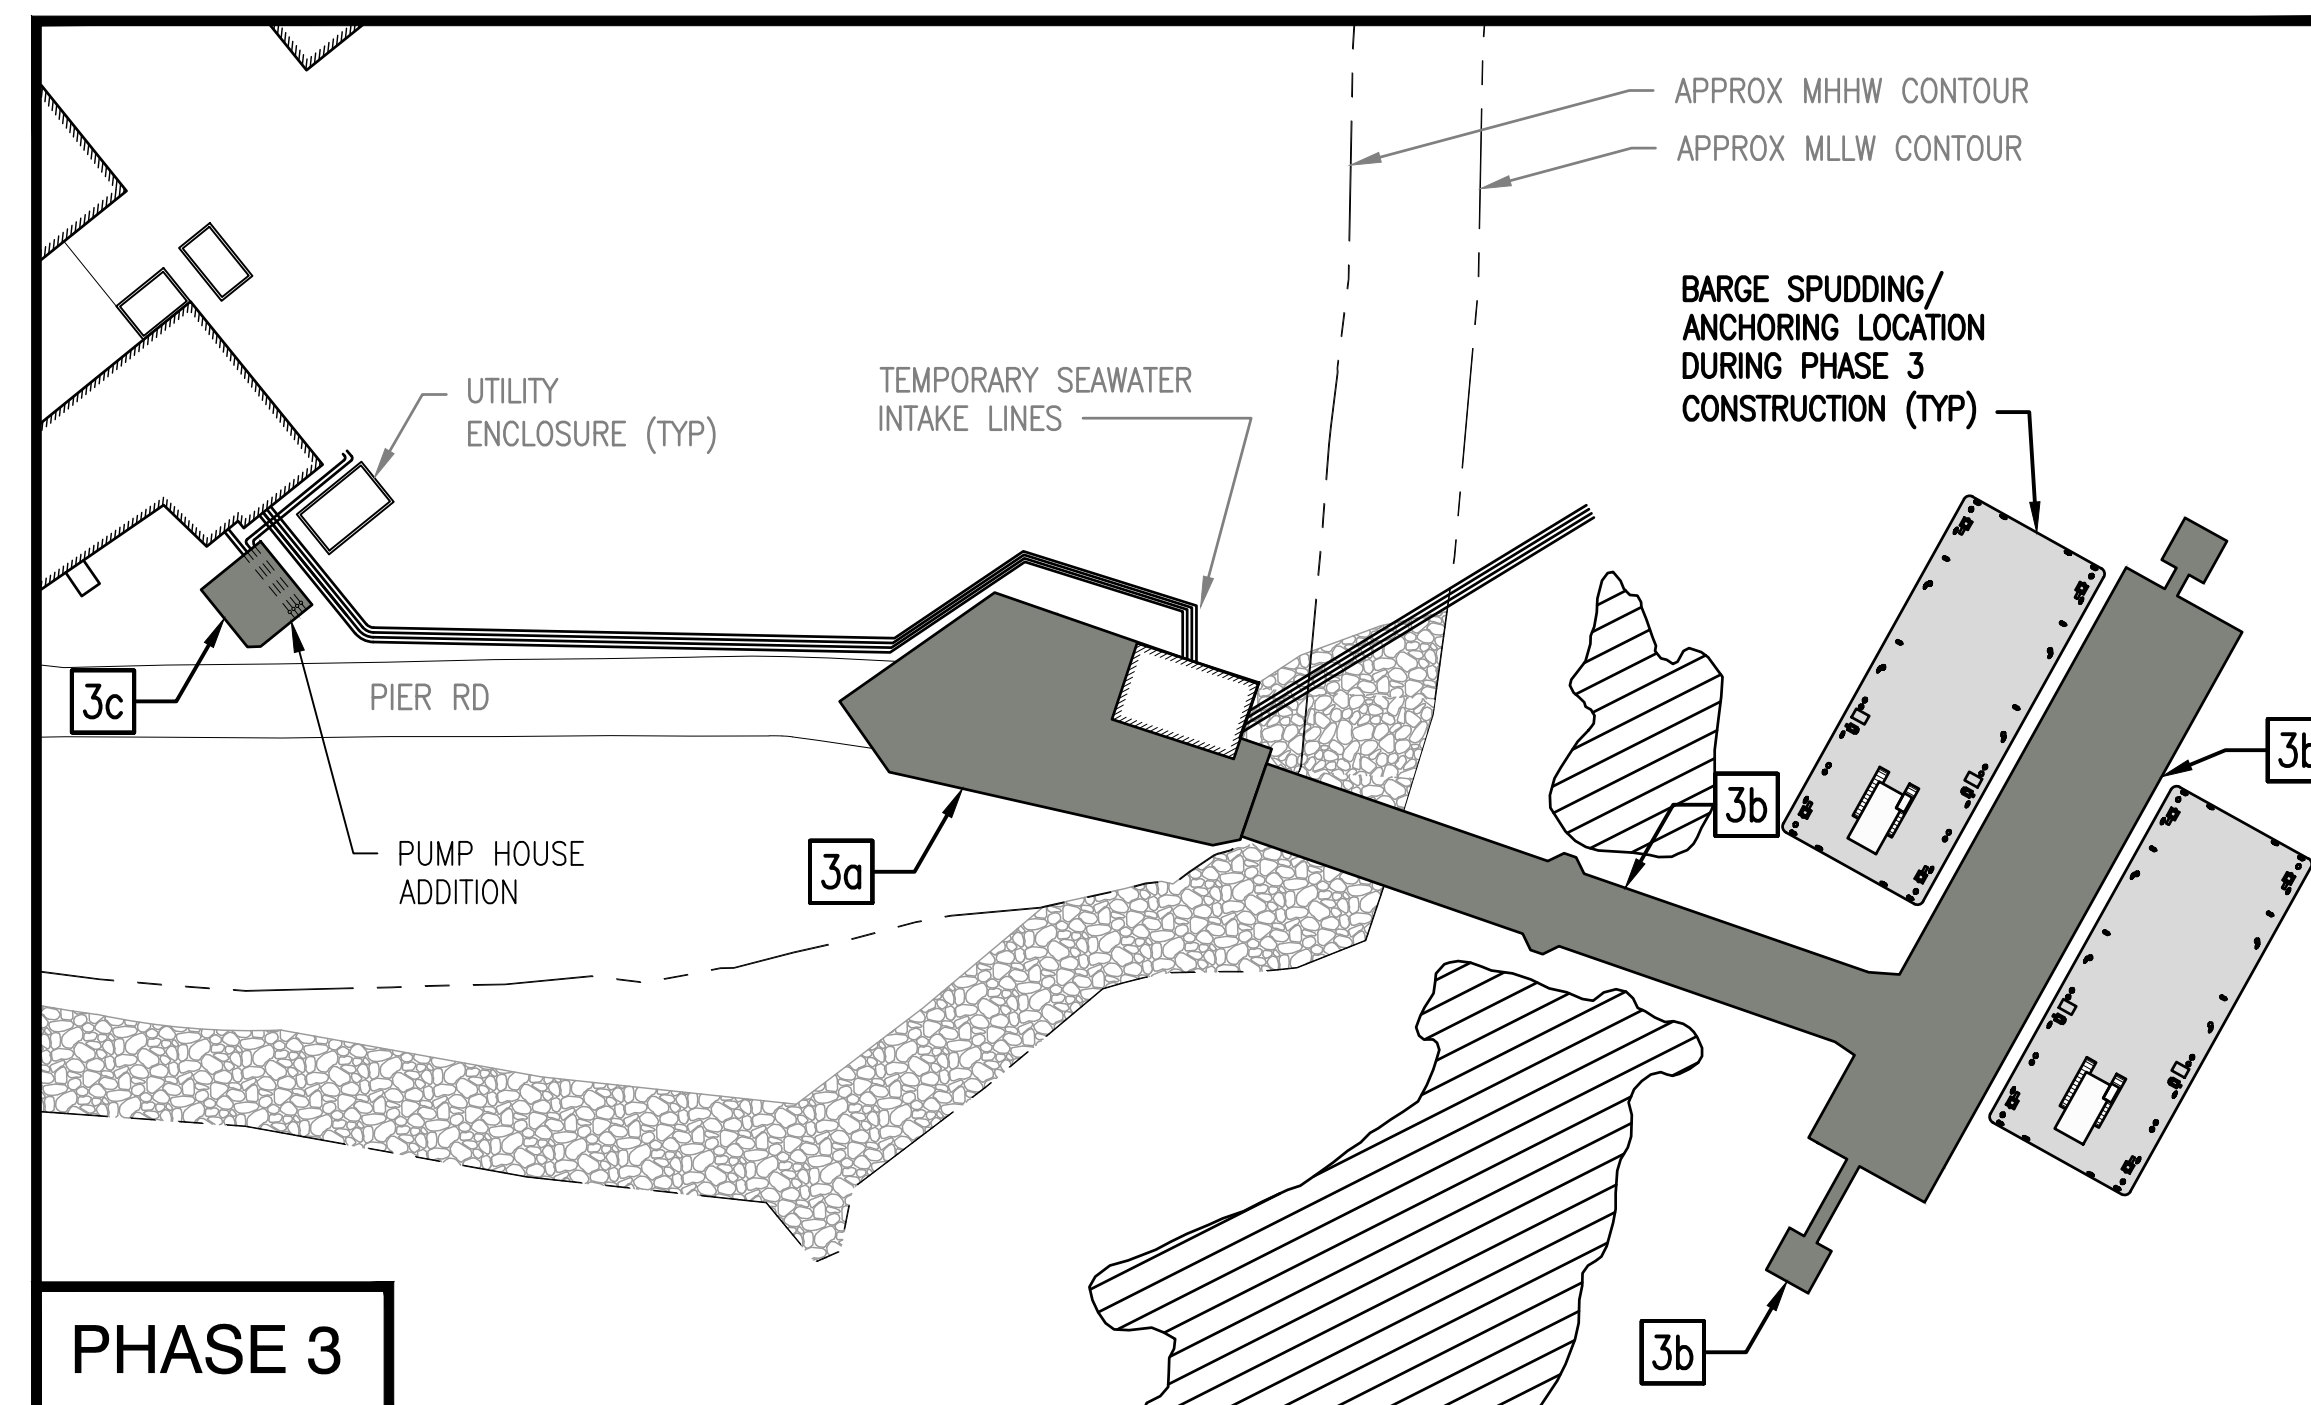 APPROX MHHW CONTOUR
APPROX MLLW CONTOUR
BARGE SPUDDING/
ANCHORING LOCATION
DURING PHASE 3
CONSTRUCTION (TYP)
UTILITY
ENCLOSURE (TYP)
TEMPORARY SEAWATER
INTAKE LINES
3c
PIER RD
3b
3b
PUMP HOUSE
ADDITION
3a
3b
PHASE 3